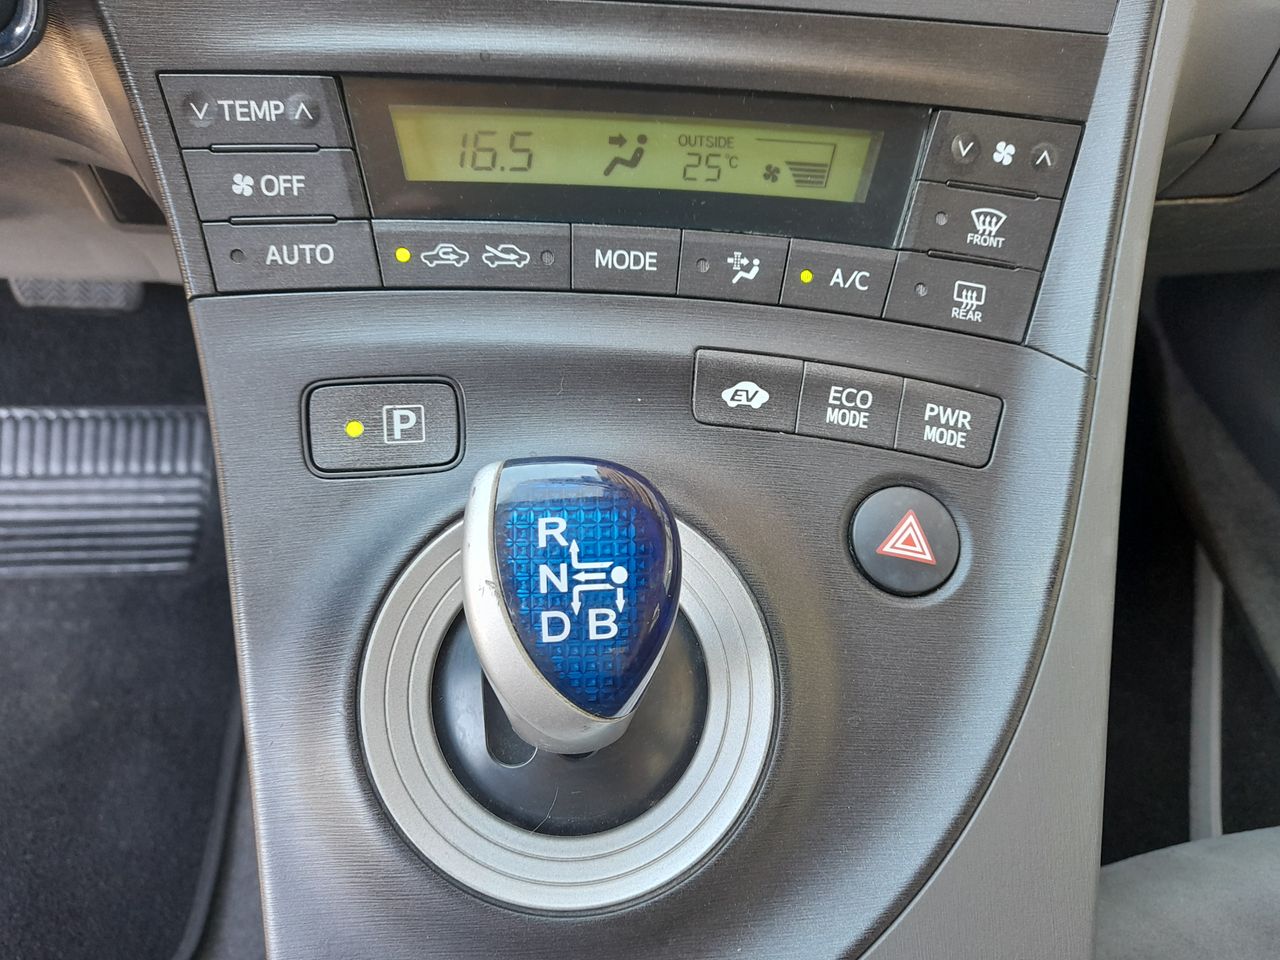 TEMP
16.5
OUTSIDE
25°C
OFF
FRONT
AUTO
MODE
A/C
REAR
EV
ECO
MODE
PWR
MODE
P
R
N
D B